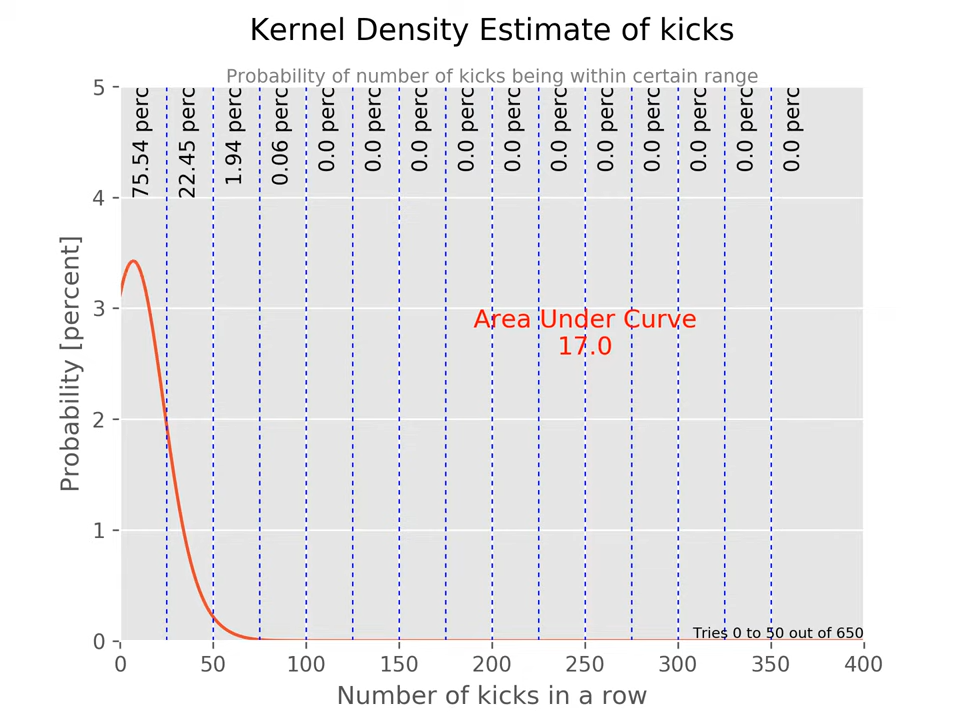 Kernel Density Estimate of kicks
Probability of number of kicks being within certain range
75.54 perc
22.45 perc
1.94 perc
0.06 perc
0.0 perc
0.0 perc
0.0 perc
0.0 perc
0.0 perc
0.0 perc
0.0 perc
0.0 perc
0.0 perc
0.0 perc
0.0 perc
Probability [percent]
5
4
3
2
1
0
Area Under Curve
17.0
Tries 0 to 50 out of 650
0 50 100 150 200 250 300 350 400
Number of kicks in a row